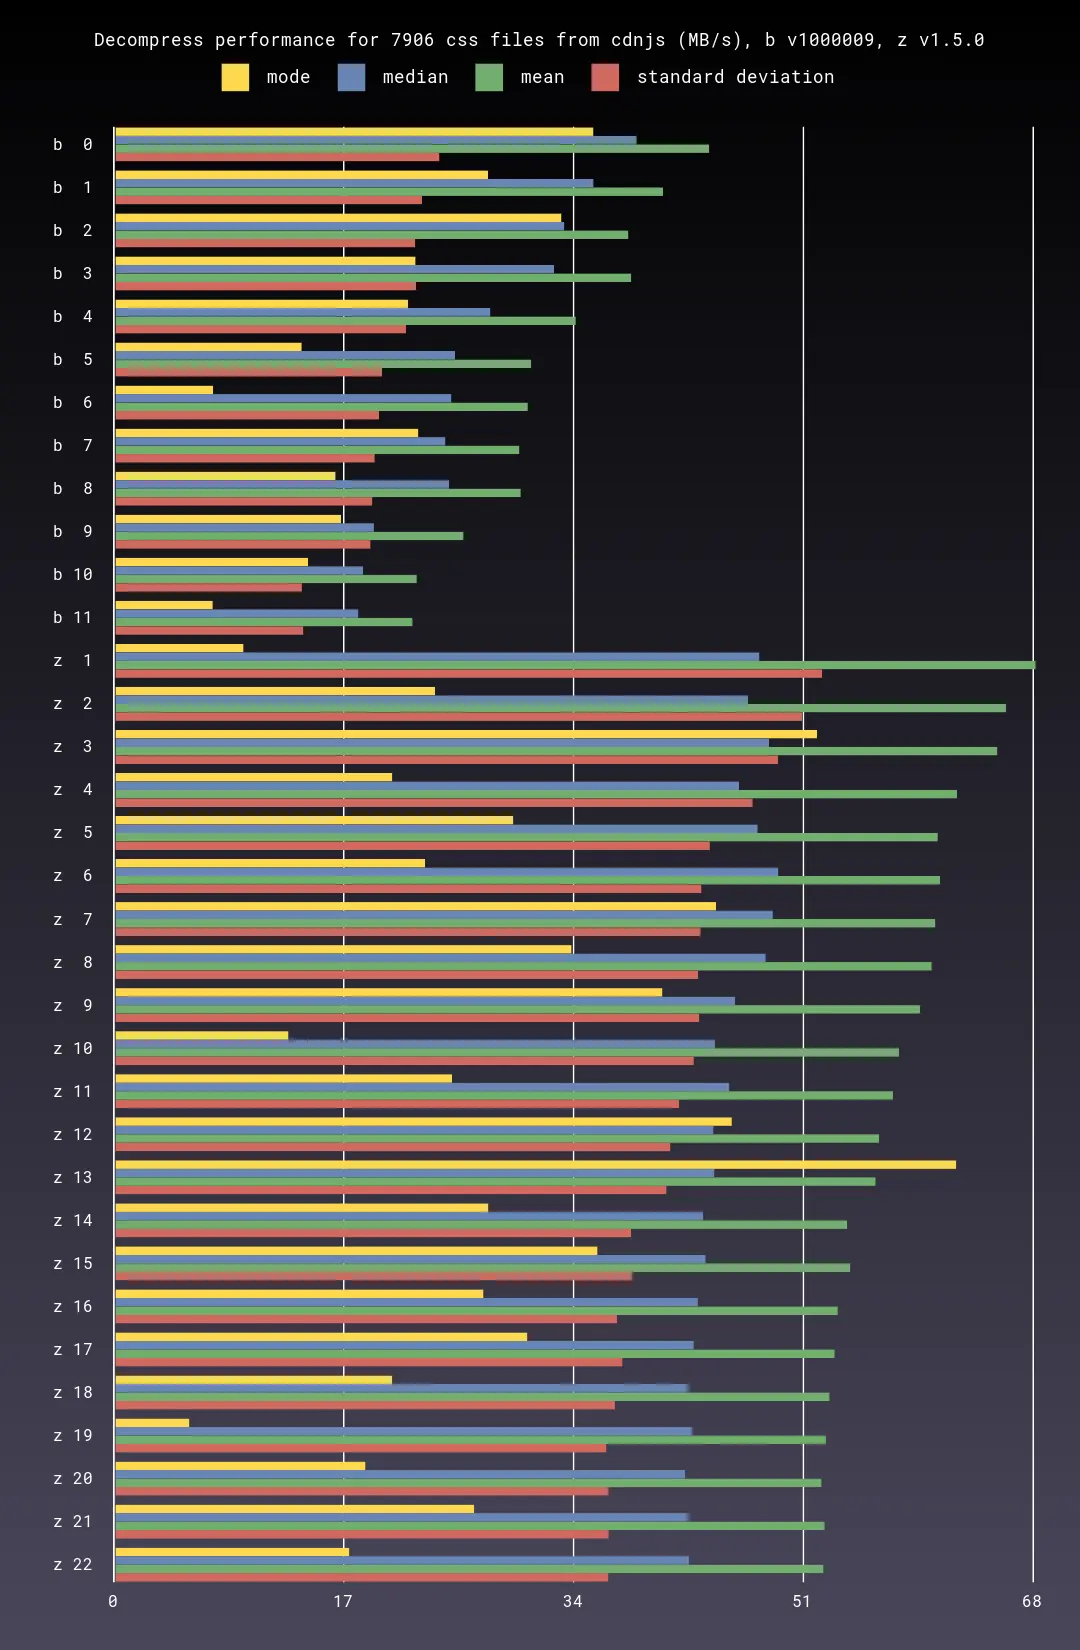 Decompress performance for 7906 css files from cdnjs (MB/s), b v1000009, z v1.5.0
mode median mean standard deviation
b 0
b 1
b 2
b 3
b 4
b 5
b 6
b 7
b 8
b 9
b 10
b 11
z 1
z 2
z 3
z 4
z 5
z 6
z 7
z 8
z 9
z 10
z 11
z 12
z 13
z 14
z 15
z 16
z 17
z 18
z 19
z 20
z 21
z 22
0 17 34 51 68